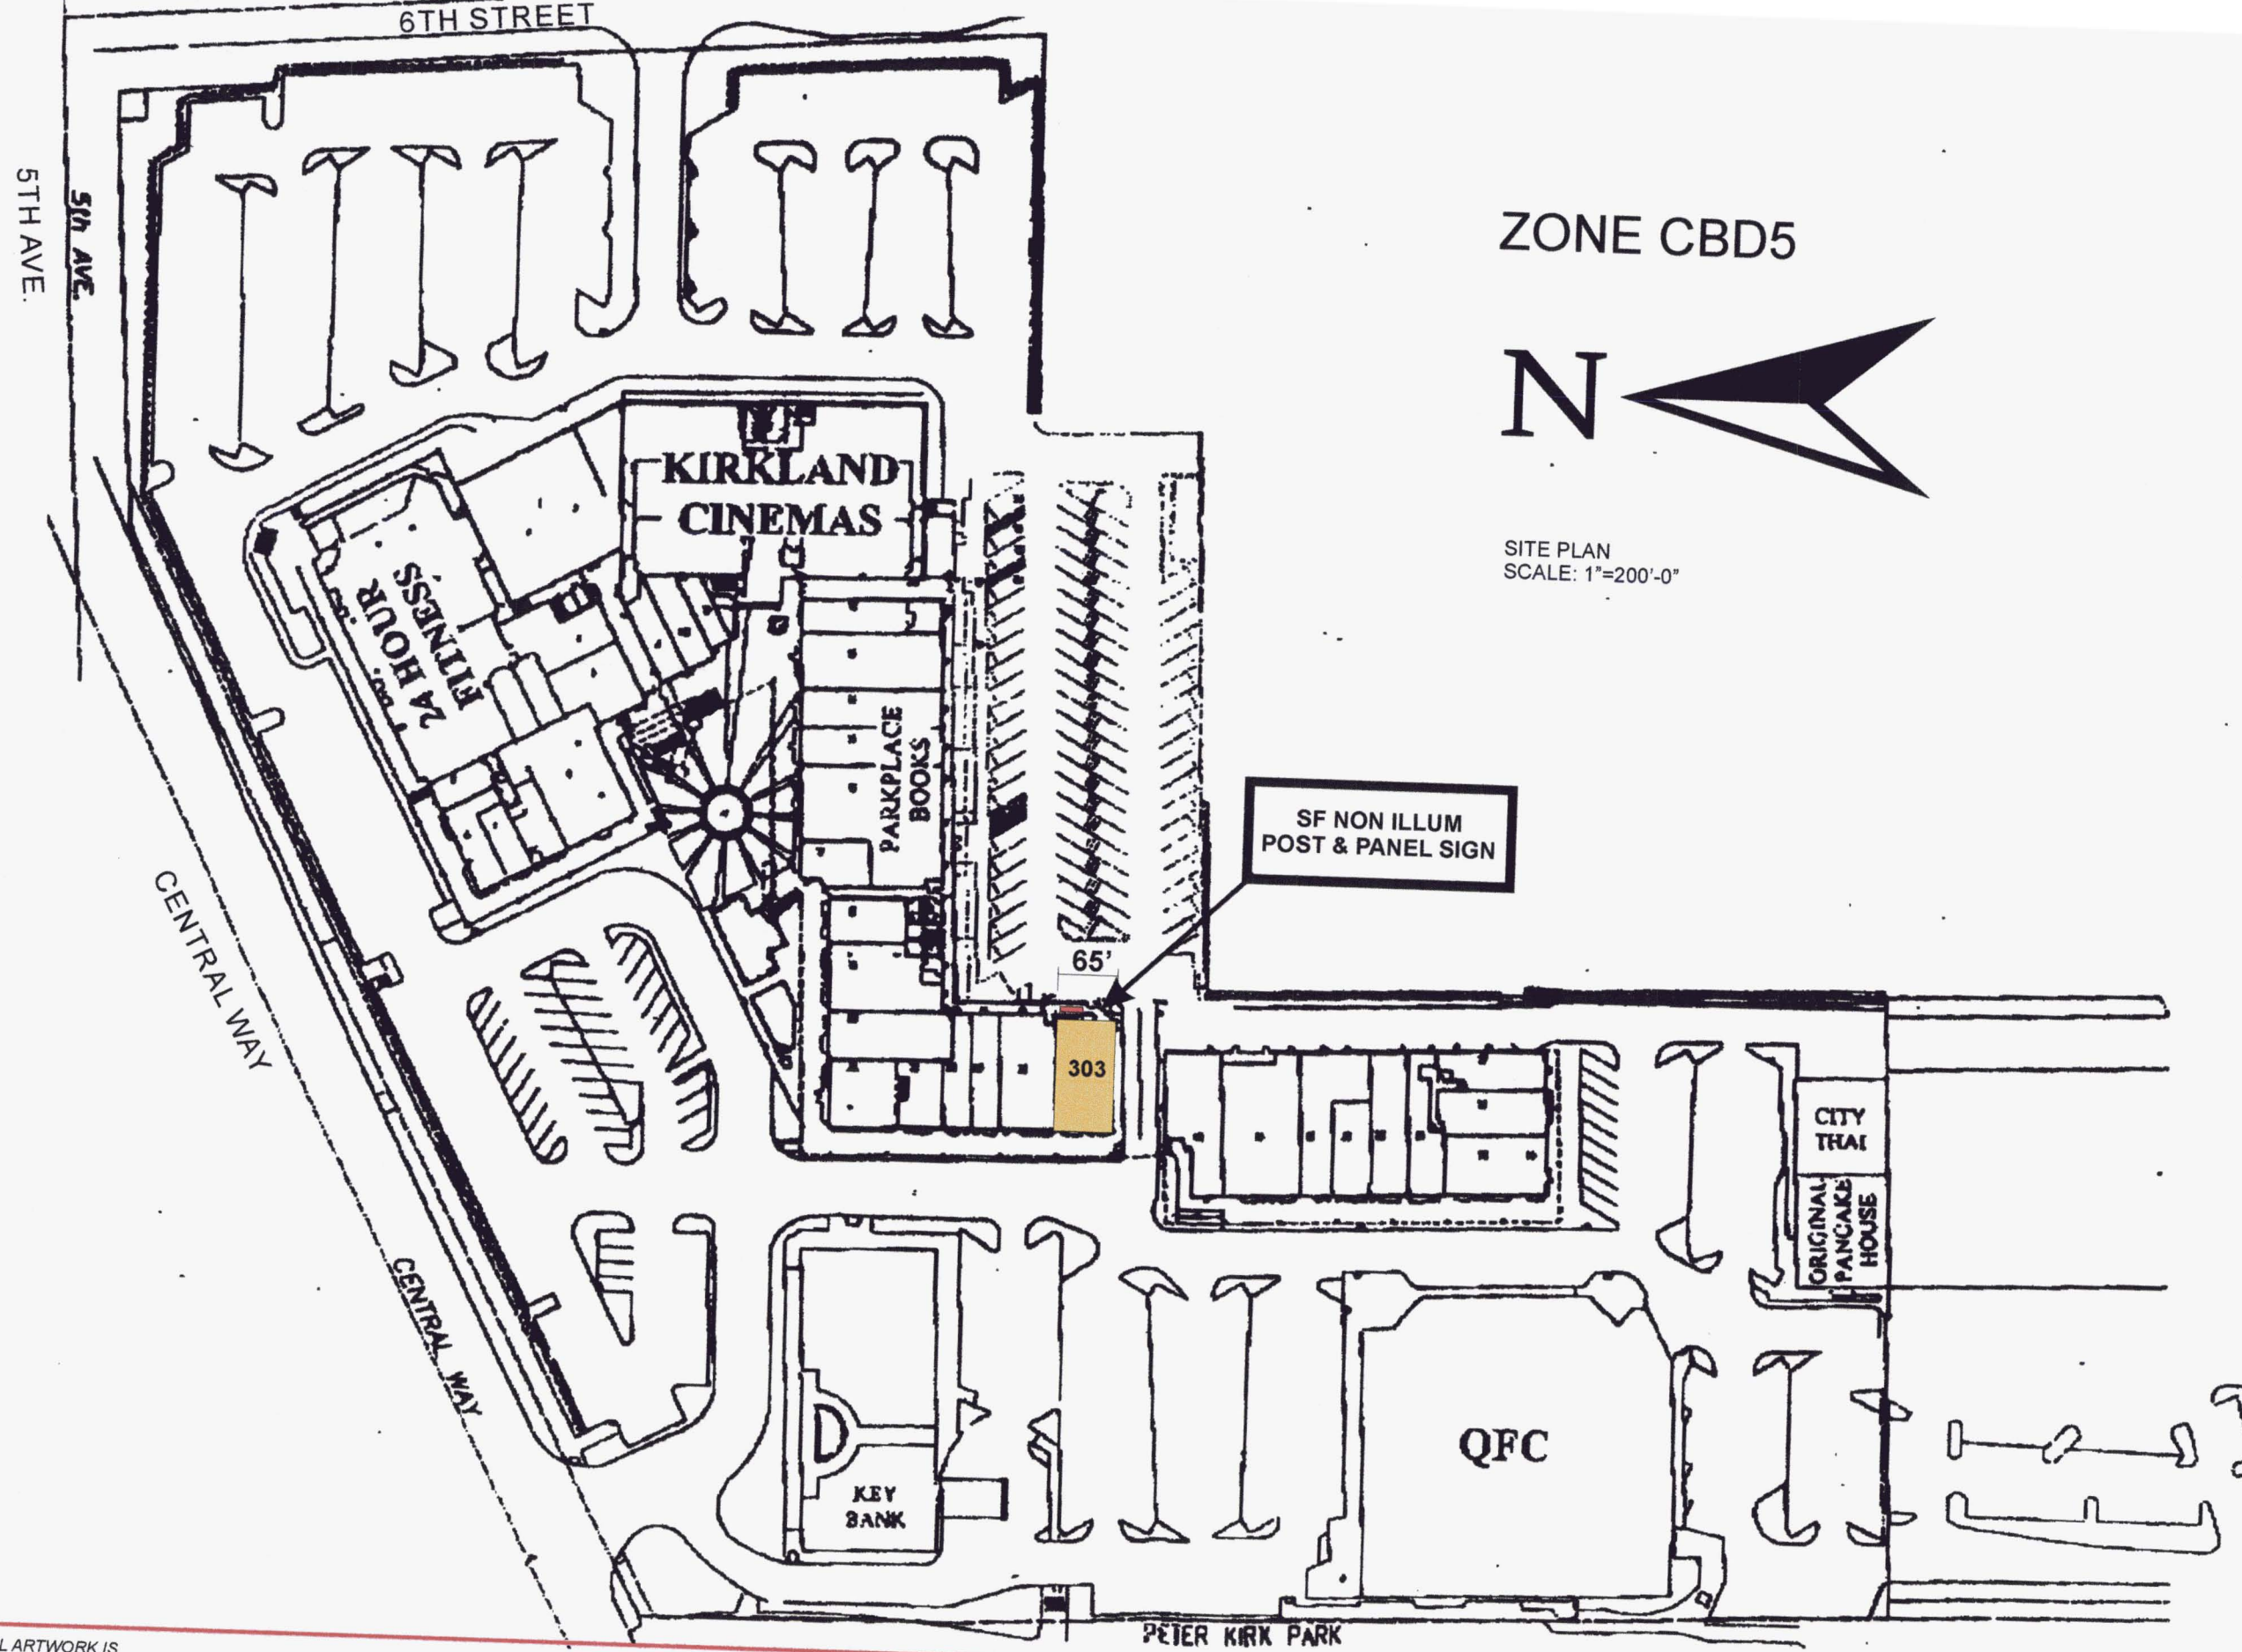 6TH STREET
5TH AVE.
5th AVE.
ZONE CBD5
N
SITE PLAN
SCALE: 1"=200'-0"
KIRKLAND
CINEMAS
24 HOUR
FITNESS
PARKPLACE
BOOKS
SF NON ILLUM
POST & PANEL SIGN
65'
303
CENTRAL WAY
CENTRAL WAY
CITY
THAI
ORIGINAL
PANCAKE
HOUSE
KEY
BANK
QFC
PETER KIRK PARK
L ARTWORK IS